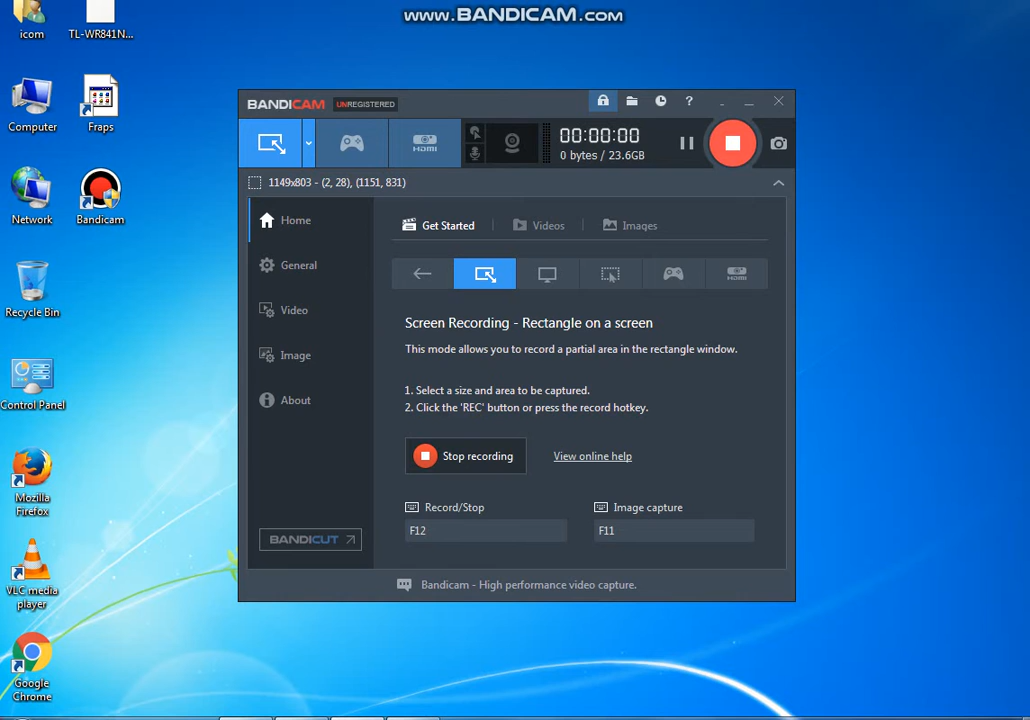 www.BANDICAM.com
icom
TL-WR841N...
Computer
Fraps
Network
Bandicam
Recycle Bin
Control Panel
Mozilla
Firefox
VLC media
player
Google
Chrome
BANDICAM UNREGISTERED
?
HDMI
00:00:00
0 bytes / 23.6GB
1149x803 - (2, 28), (1151, 831)
Home
General
Video
Image
About
BANDICUT
Get Started
Videos
Images
HDMI
Screen Recording - Rectangle on a screen
This mode allows you to record a partial area in the rectangle window.
1. Select a size and area to be captured.
2. Click the 'REC' button or press the record hotkey.
Stop recording
View online help
Record/Stop
Image capture
F12
F11
Bandicam - High performance video capture.